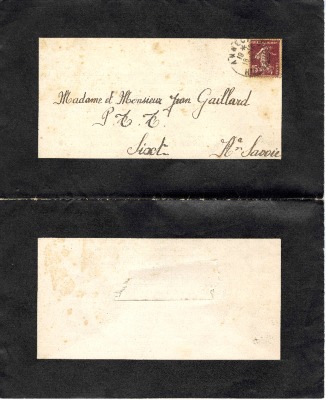 Madame et Monsieur Jean Gaillard
P. T. T.
Sixt
Hte Savoie